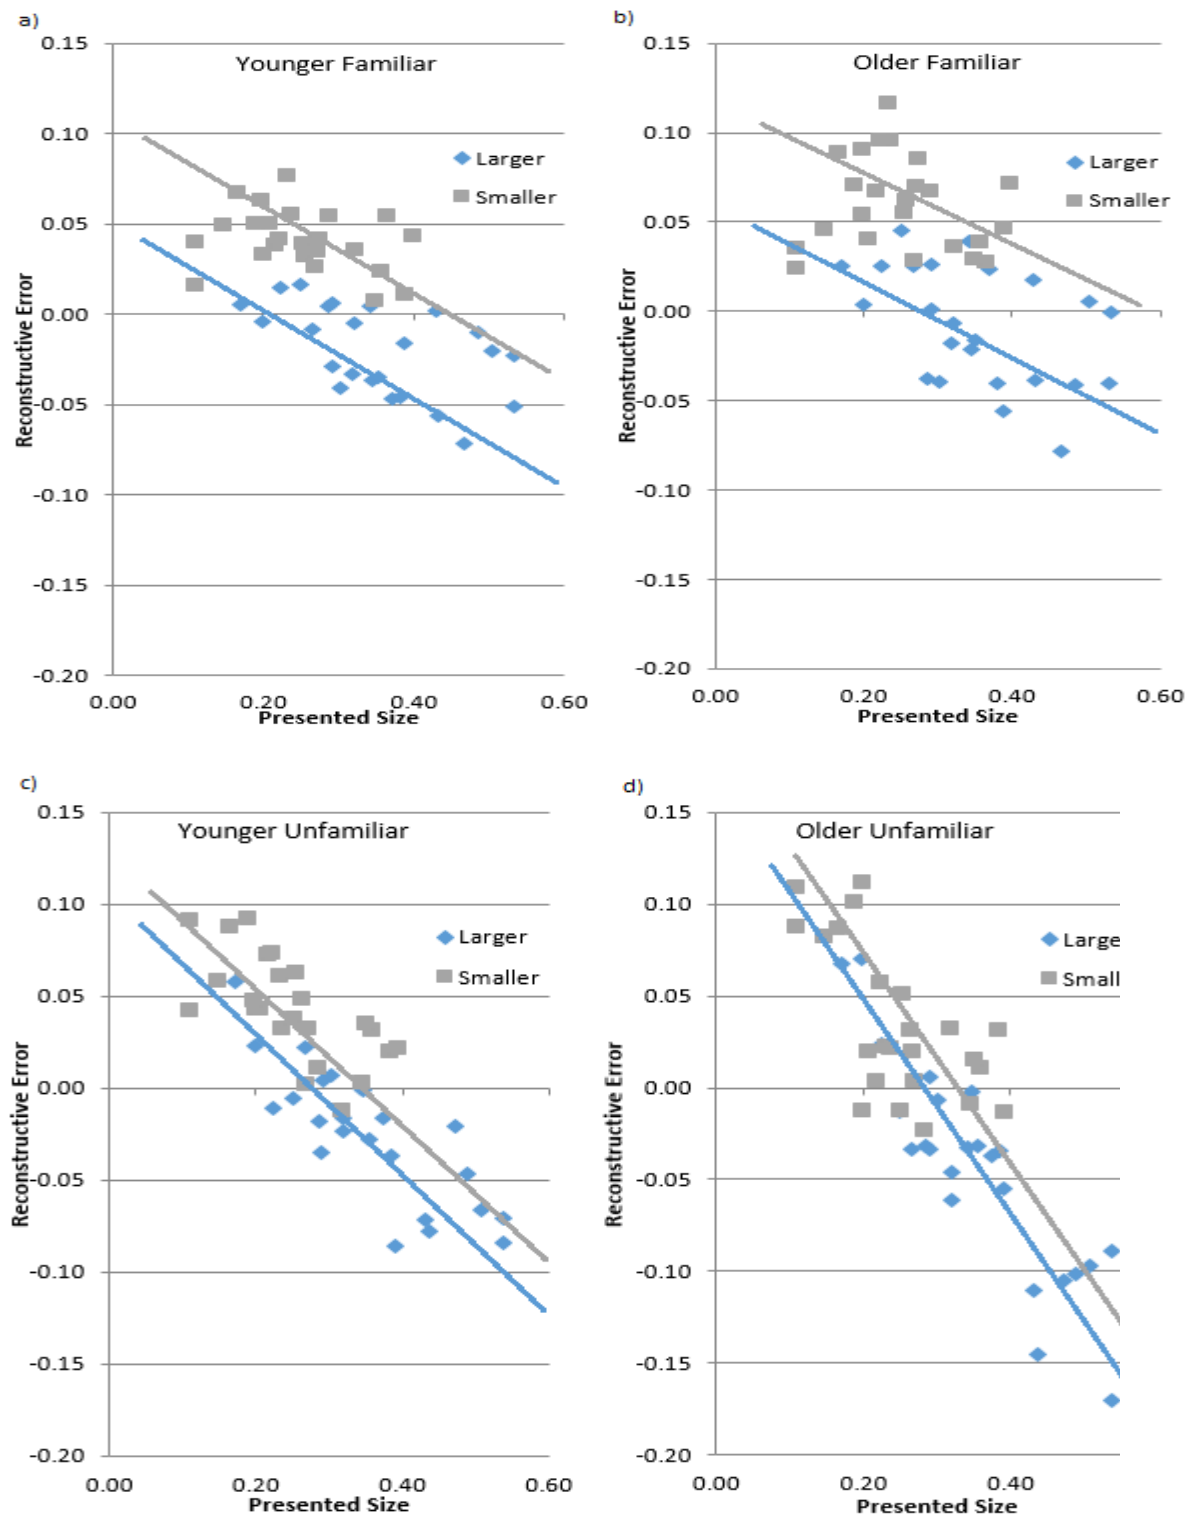 a)
Younger Familiar
0.15
0.10
0.05
0.00
-0.05
-0.10
-0.15
-0.20
Reconstructive Error
Larger
Smaller
0.00 0.20 0.40 0.60
Presented Size
b)
Older Familiar
0.15
0.10
0.05
0.00
-0.05
-0.10
-0.15
-0.20
Reconstructive Error
Larger
Smaller
0.00 0.20 0.40 0.60
Presented Size
c)
Younger Unfamiliar
0.15
0.10
0.05
0.00
-0.05
-0.10
-0.15
-0.20
Reconstructive Error
Larger
Smaller
0.00 0.20 0.40 0.60
Presented Size
d)
Older Unfamiliar
0.15
0.10
0.05
0.00
-0.05
-0.10
-0.15
-0.20
Reconstructive Error
Large
Small
0.00 0.20 0.40
Presented Size